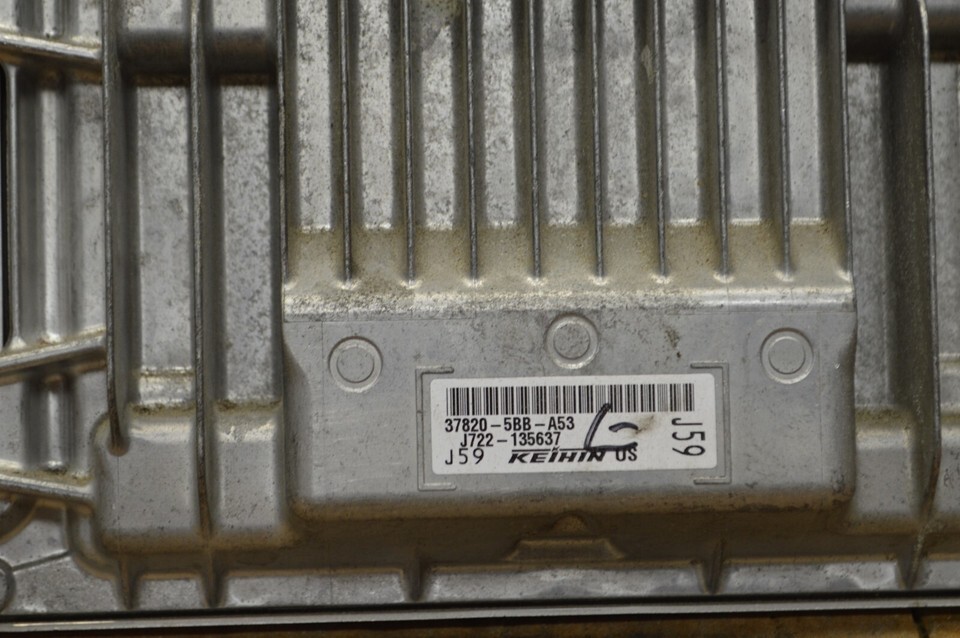 37820-5BB-A53
J722-135637
J59 KEIHIN US
J59